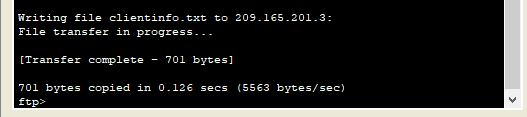 Writing file clientinfo.txt to 209.165.201.3:
File transfer in progress...
[Transfer complete - 701 bytes]
701 bytes copied in 0.126 secs (5563 bytes/sec)
ftp>